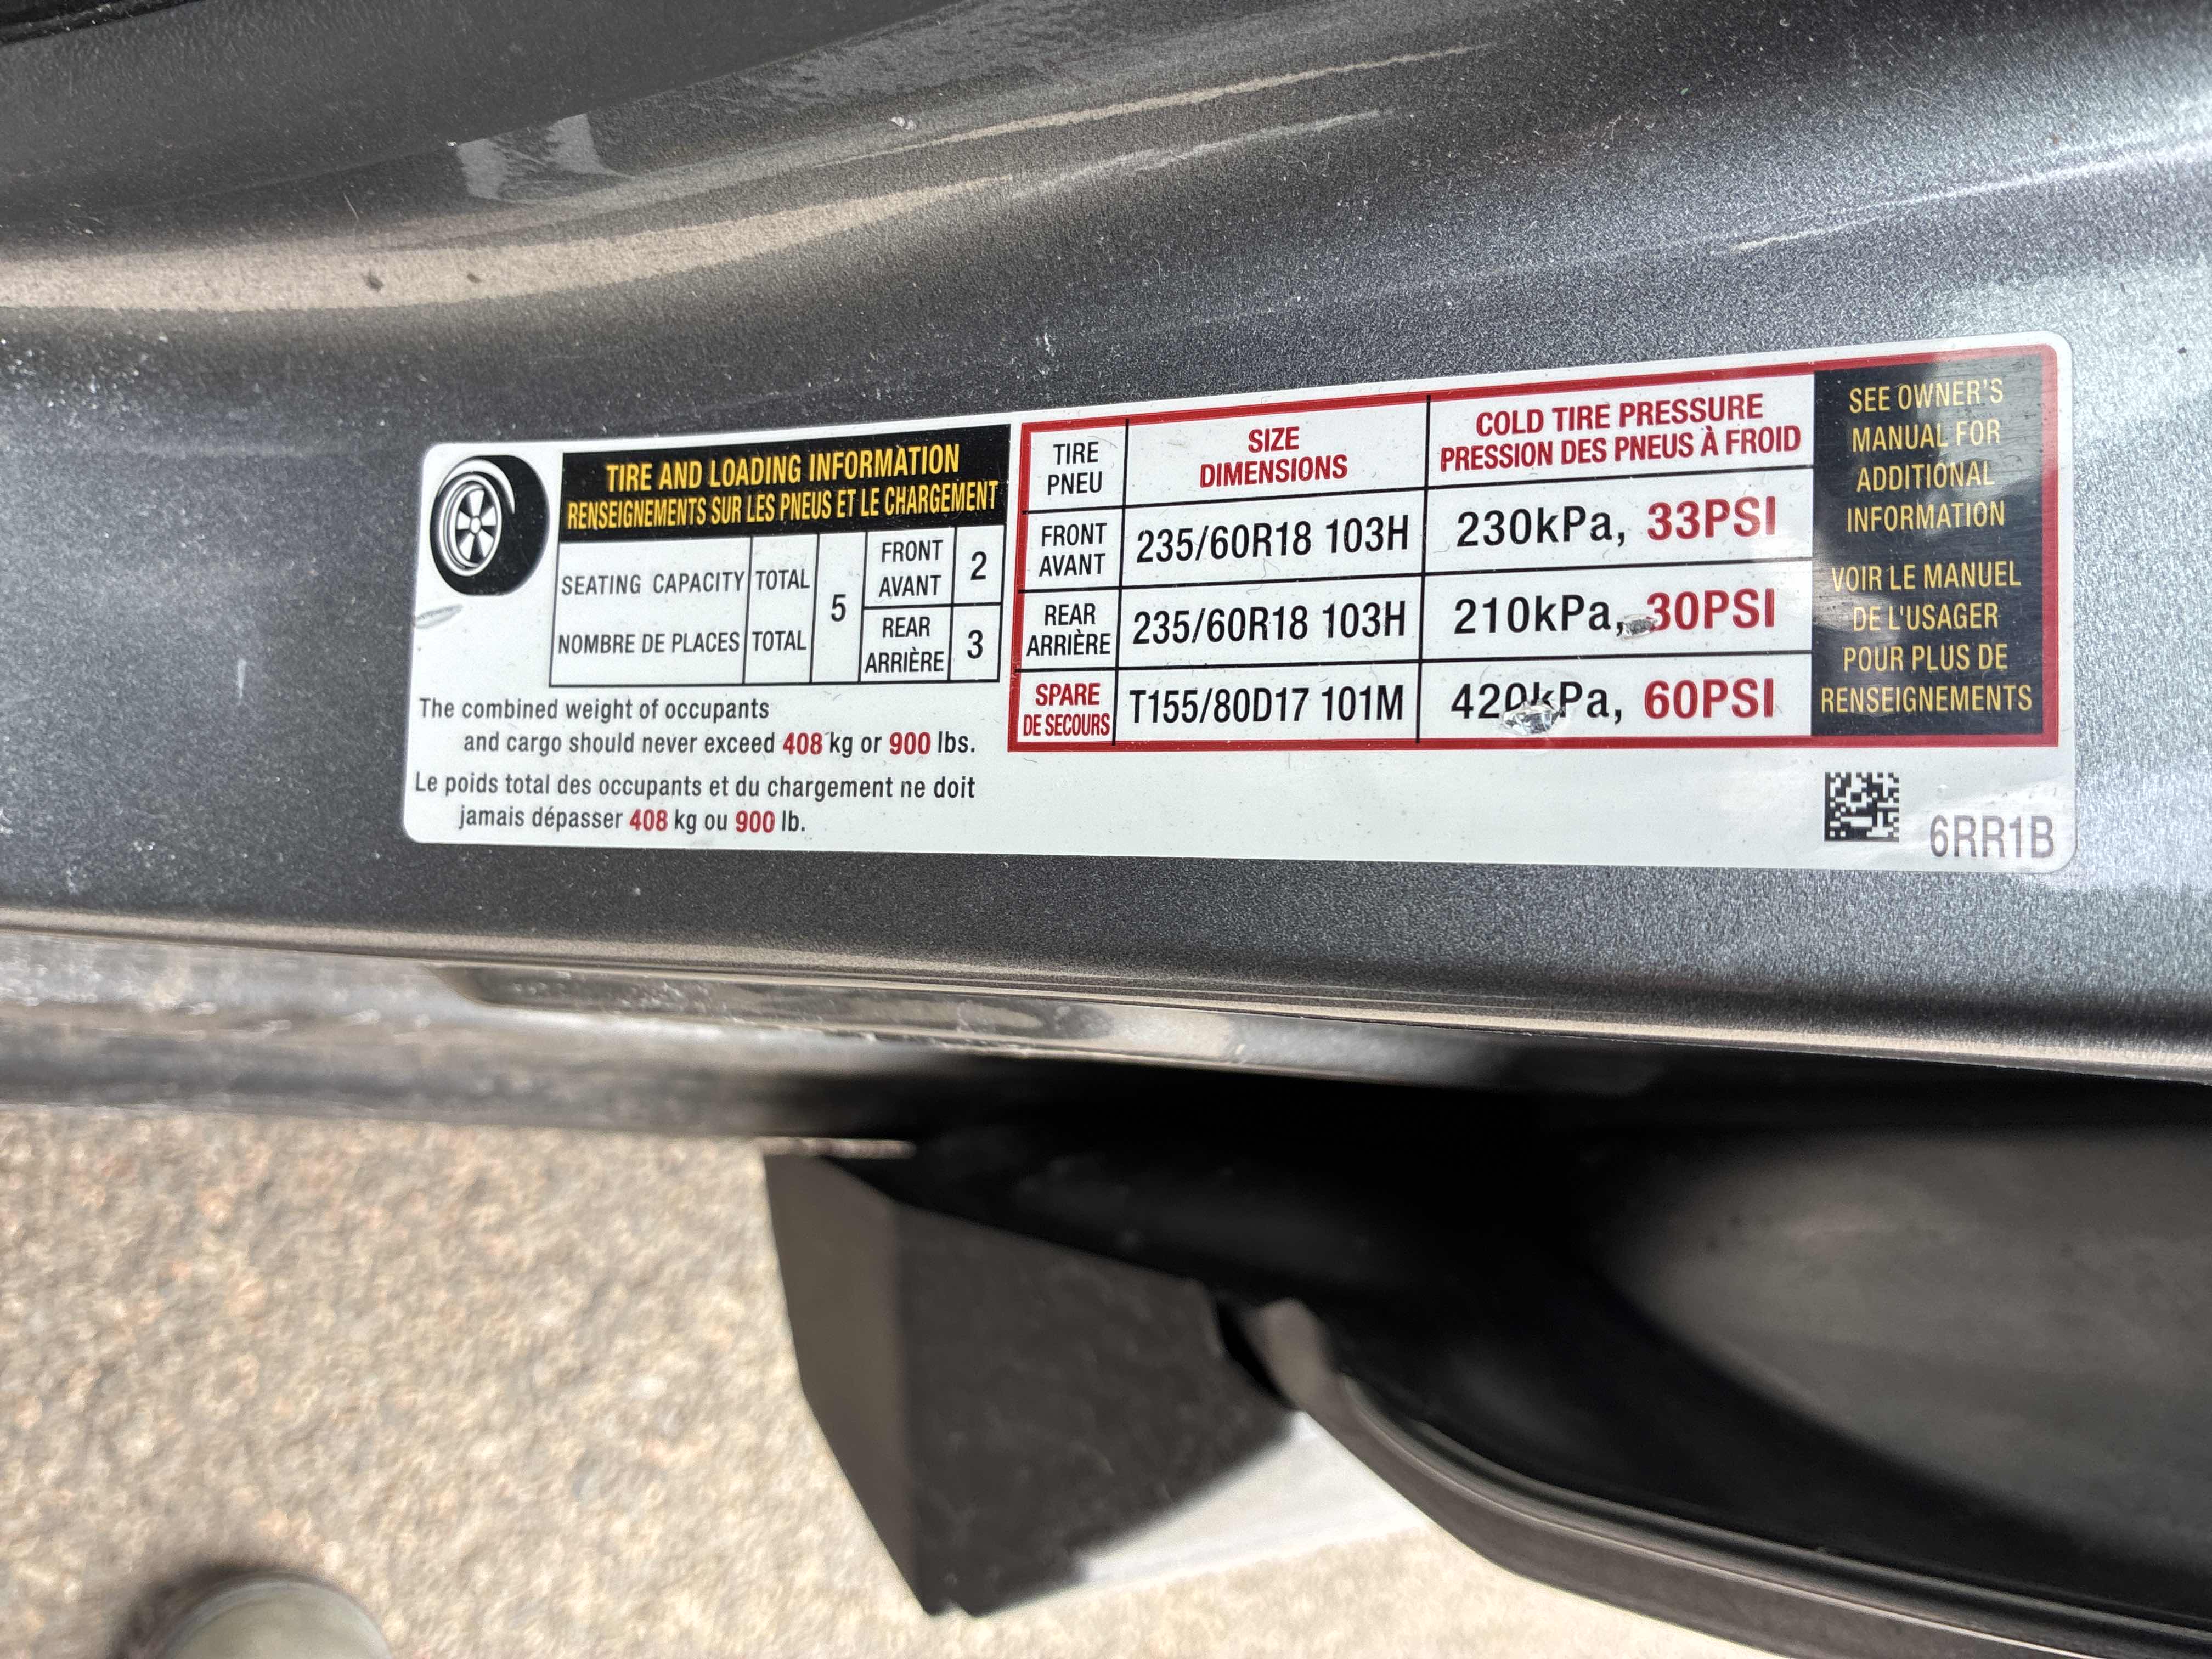 TIRE AND LOADING INFORMATION
RENSEIGNEMENTS SUR LES PNEUS ET LE CHARGEMENT
SEATING CAPACITY TOTAL
NOMBRE DE PLACES TOTAL
5
FRONT
AVANT
2
REAR
ARRIÈRE
3
The combined weight of occupants
and cargo should never exceed 408 kg or 900 lbs.
Le poids total des occupants et du chargement ne doit
jamais dépasser 408 kg ou 900 lb.
TIRE
PNEU
SIZE
DIMENSIONS
COLD TIRE PRESSURE
PRESSION DES PNEUS À FROID
FRONT
AVANT
235/60R18 103H
230kPa, 33PSI
REAR
ARRIÈRE
235/60R18 103H
210kPa, 30PSI
SPARE
DE SECOURS
T155/80D17 101M
420kPa, 60PSI
SEE OWNER'S
MANUAL FOR
ADDITIONAL
INFORMATION
VOIR LE MANUEL
DE L'USAGER
POUR PLUS DE
RENSEIGNEMENTS
6RR1B